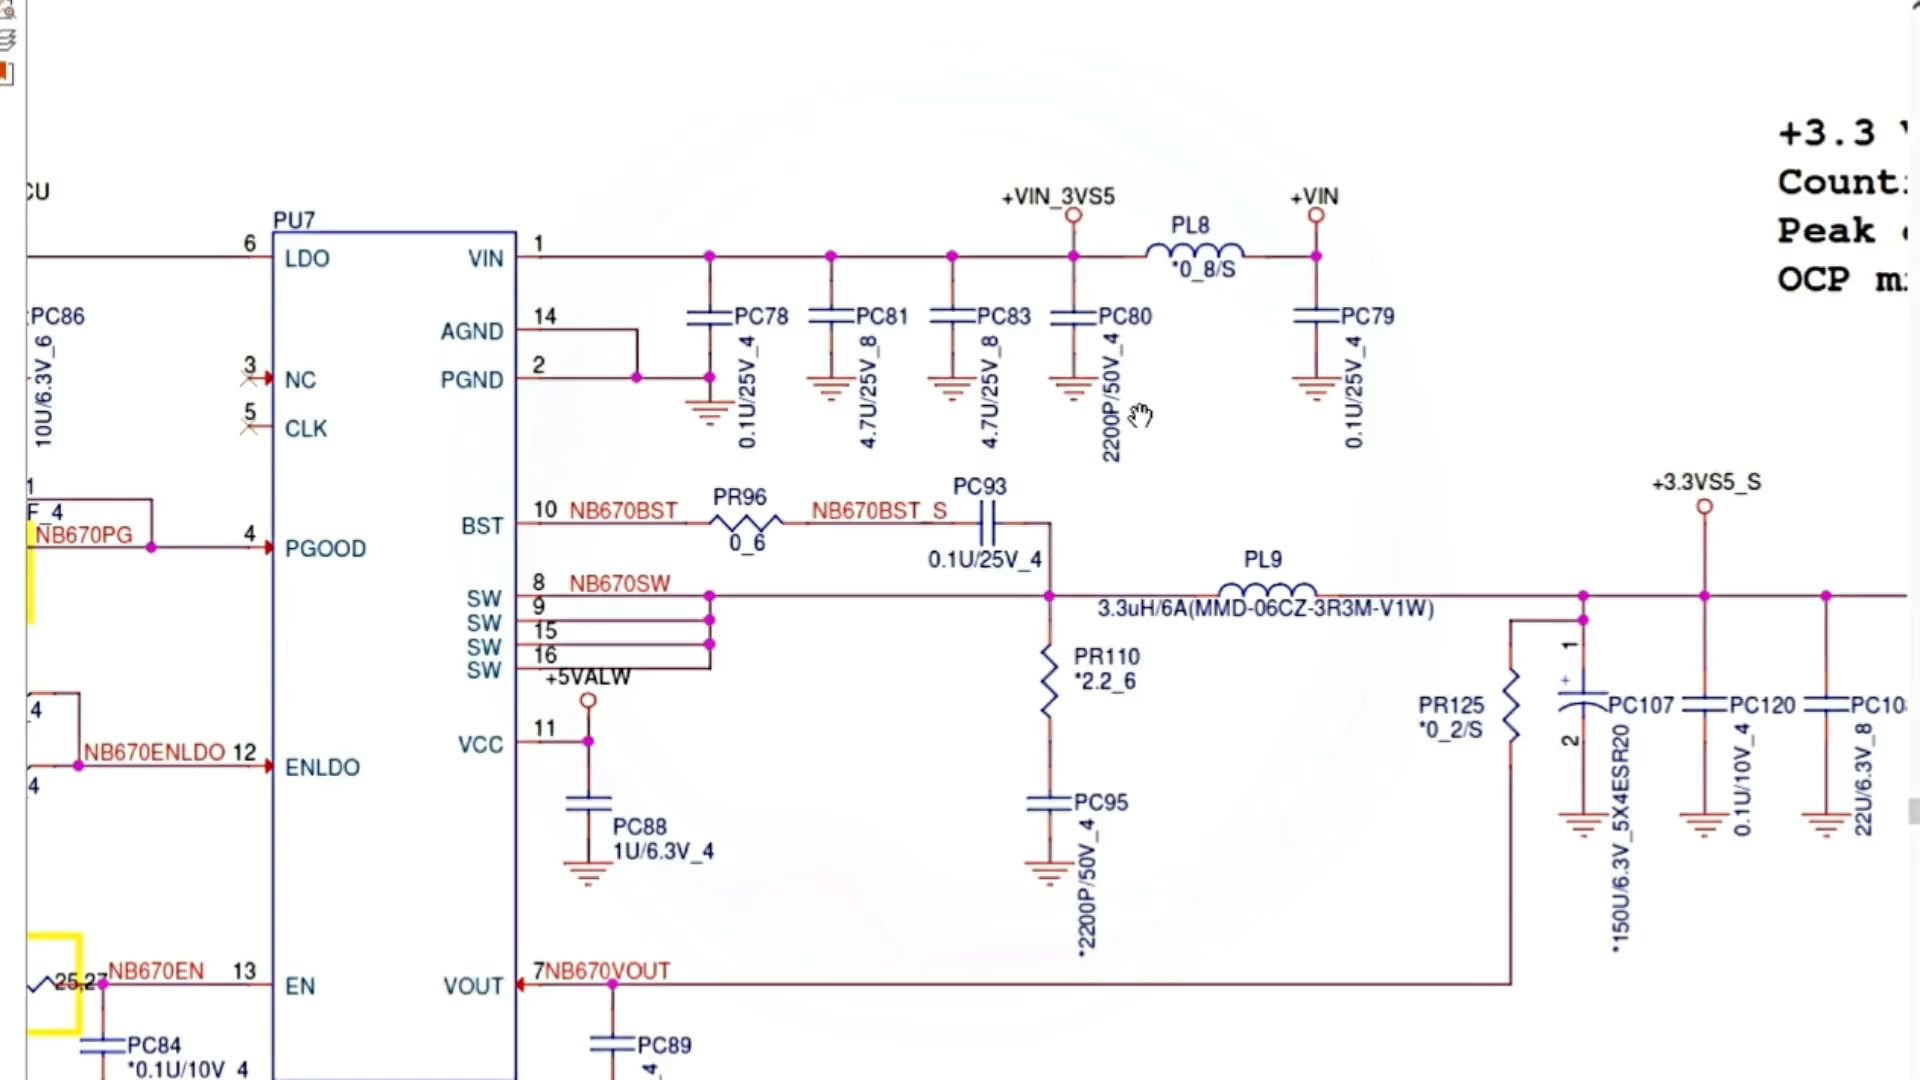 +3.3
Count
Peak
OCP
CU
PU7
6
LDO
VIN
1
+VIN_3VS5
+VIN
PL8
*0_8/S
PC86
10U/6.3V_6
AGND
14
PGND
2
3
NC
5
CLK
PC78
0.1U/25V_4
PC81
4.7U/25V_8
PC83
4.7U/25V_8
PC80
2200P/50V_4
PC79
0.1U/25V_4
1
F_4
NB670PG
4
PGOOD
BST
10
NB670BST
PR96
0_6
NB670BST_S
PC93
0.1U/25V_4
SW
8
NB670SW
SW
9
SW
15
SW
16
PL9
3.3uH/6A(MMD-06CZ-3R3M-V1W)
+3.3VS5_S
+5VALW
VCC
11
PC88
1U/6.3V_4
PR110
*2.2_6
PC95
*2200P/50V_4
PR125
*0_2/S
1
+
2
PC107
*150U/6.3V_5X4ESR20
PC120
0.1U/10V_4
PC10
22U/6.3V_8
4
NB670ENLDO
12
ENLDO
4
25,27
NB670EN
13
EN
VOUT
7
NB670VOUT
PC84
*0.1U/10V_4
PC89
4